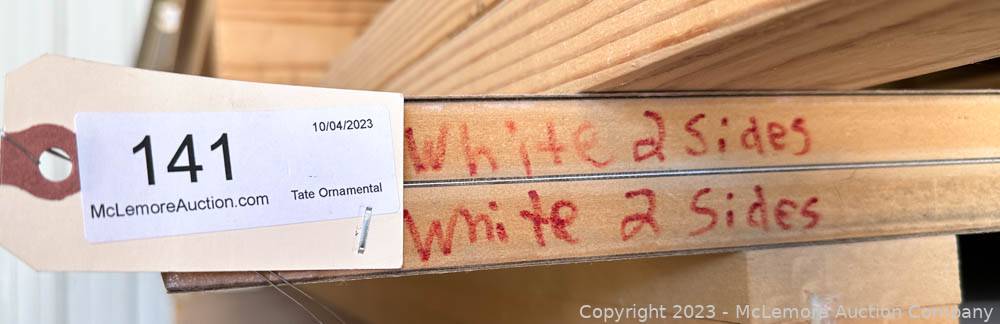 141
10/04/2023
McLemoreAuction.com
Tate Ornamental
White 2 Sides
White 2 Sides
Copyright 2023 - McLemore Auction Company